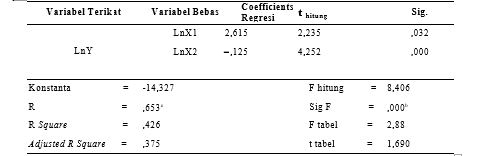 Variabel Terikat Variabel Bebas Coefficients Regresi t hitung Sig.
LnY LnX1 2,615 2,235 ,032
LnX2 –,125 4,252 ,000
Konstanta = -14,327 F hitung = 8,406
R = ,653ᵃ Sig F = ,000ᵇ
R Square = ,426 F tabel = 2,88
Adjusted R Square = ,375 t tabel = 1,690